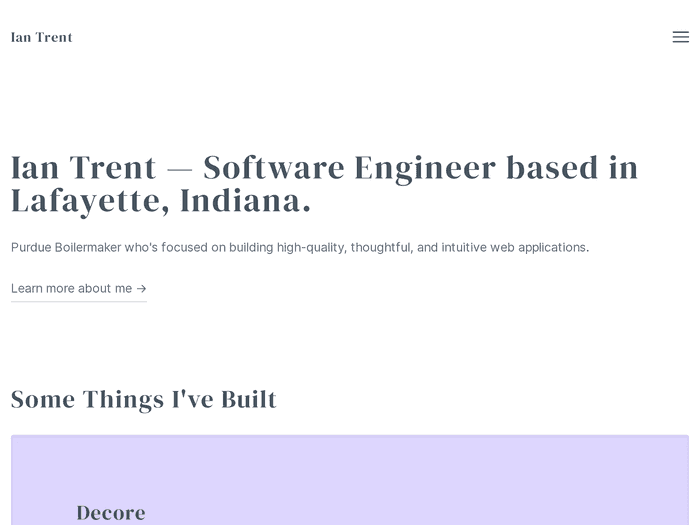 Ian Trent
Ian Trent — Software Engineer based in
Lafayette, Indiana.
Purdue Boilermaker who's focused on building high-quality, thoughtful, and intuitive web applications.
Learn more about me →
Some Things I've Built
Decore